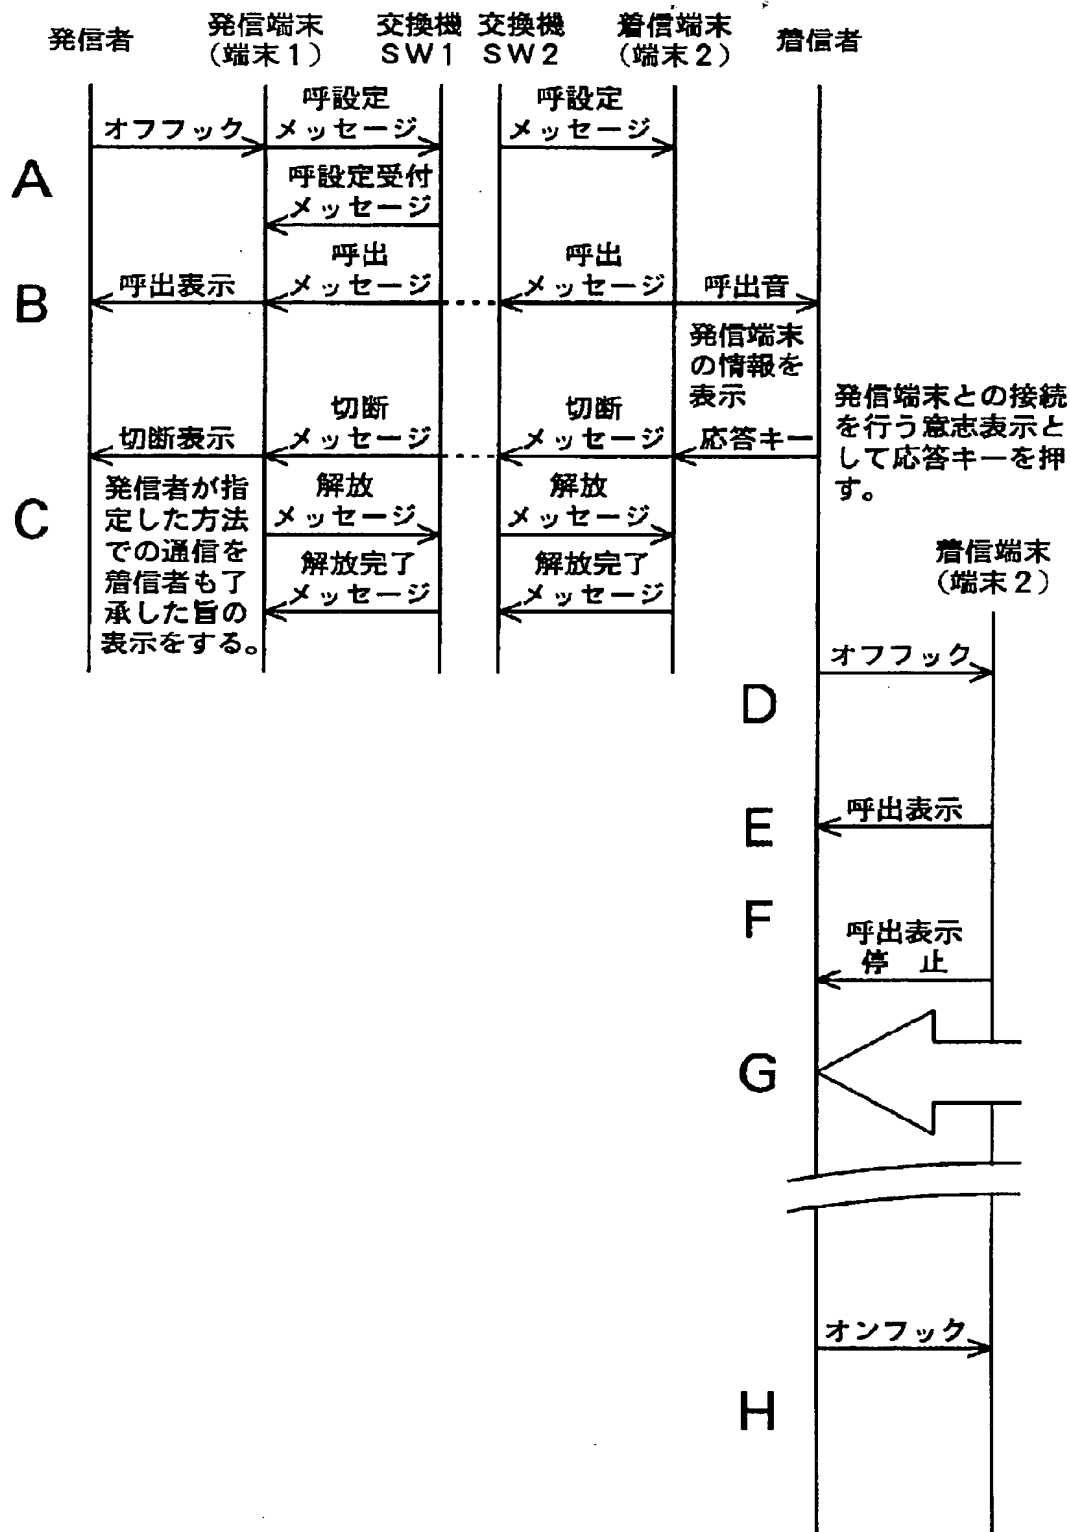 発信者
発信端末
(端末1)
交換機
SW1
交換機
SW2
着信端末
(端末2)
着信者
A
オフフック
呼設定
メッセージ
呼設定
メッセージ
呼設定受付
メッセージ
B
呼出表示
呼出
メッセージ
呼出
メッセージ
呼出音
発信端末
の情報を
表示
C
切断表示
切断
メッセージ
切断
メッセージ
応答キー
発信端末との接続
を行う意志表示と
して応答キーを押
す。
発信者が指
定した方法
での通信を
着信者も了
承した旨の
表示をする。
解放
メッセージ
解放
メッセージ
解放完了
メッセージ
解放完了
メッセージ
着信端末
(端末2)
オフフック
D
E
呼出表示
F
呼出表示
停 止
G
オンフック
H